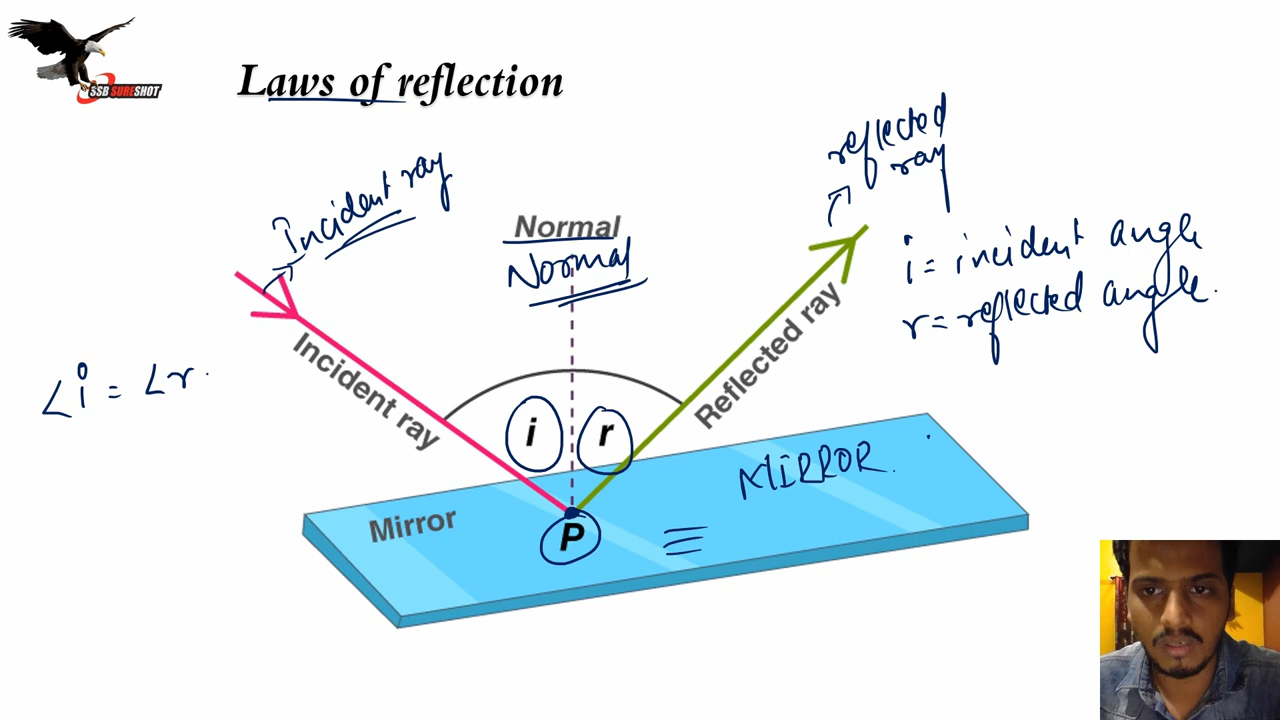 SSB SURESHOT
Laws of reflection
Incident ray
reflected
ray
Normal
Normal
i = incident angle
r = reflected angle.
Incident ray
Reflected ray
∠i = ∠r.
i
r
MIRROR.
Mirror
P